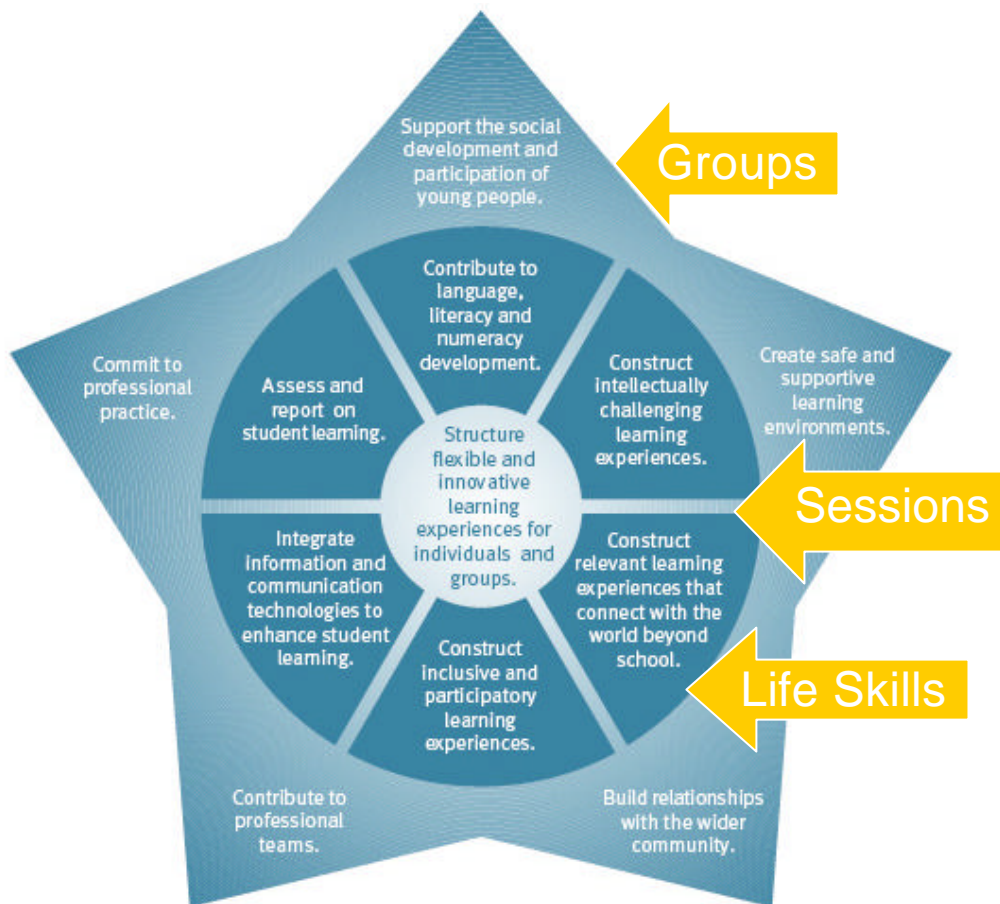 Support the social
development and
participation of
young people.
Groups
Contribute to
language,
literacy and
numeracy
development.
Commit to
professional
practice.
Assess and
report on
student learning.
Construct
intellectually
challenging
learning
experiences.
Create safe and
supportive
learning
environments.
Structure
flexible and
innovative
learning
experiences for
individuals and
groups.
Sessions
Integrate
information and
communication
technologies to
enhance student
learning.
Construct
relevant learning
experiences that
connect with the
world beyond
school.
Construct
inclusive and
participatory
learning
experiences.
Life Skills
Contribute to
professional
teams.
Build relationships
with the wider
community.